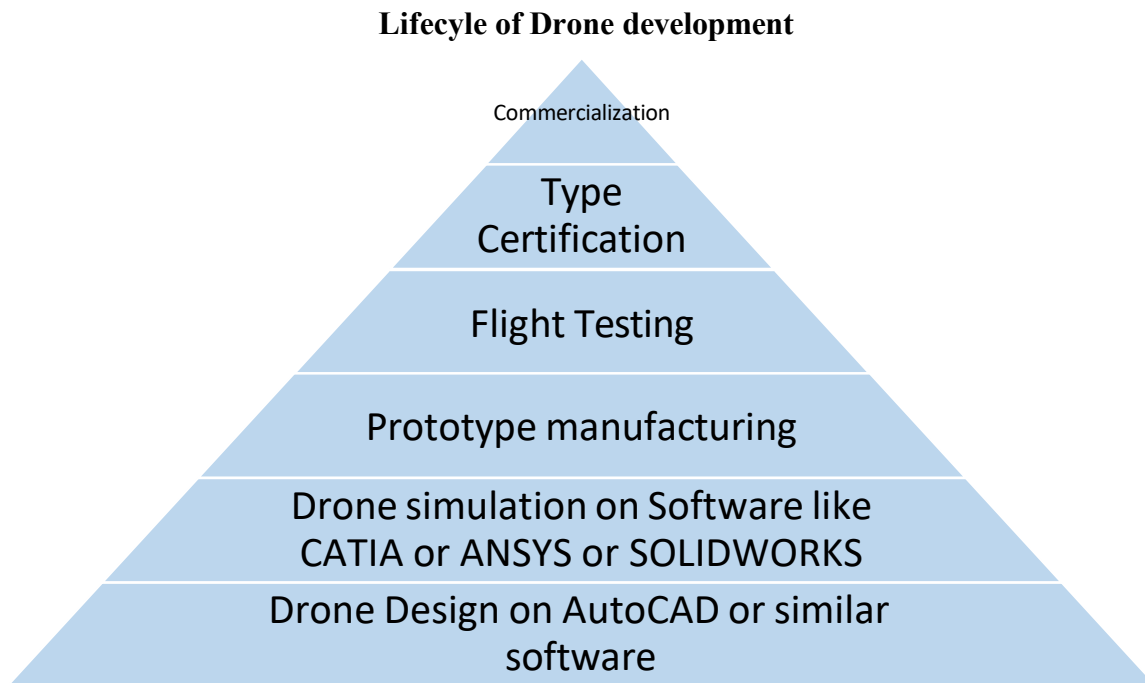 Lifecyle of Drone development
Commercialization
Type
Certification
Flight Testing
Prototype manufacturing
Drone simulation on Software like
CATIA or ANSYS or SOLIDWORKS
Drone Design on AutoCAD or similar
software